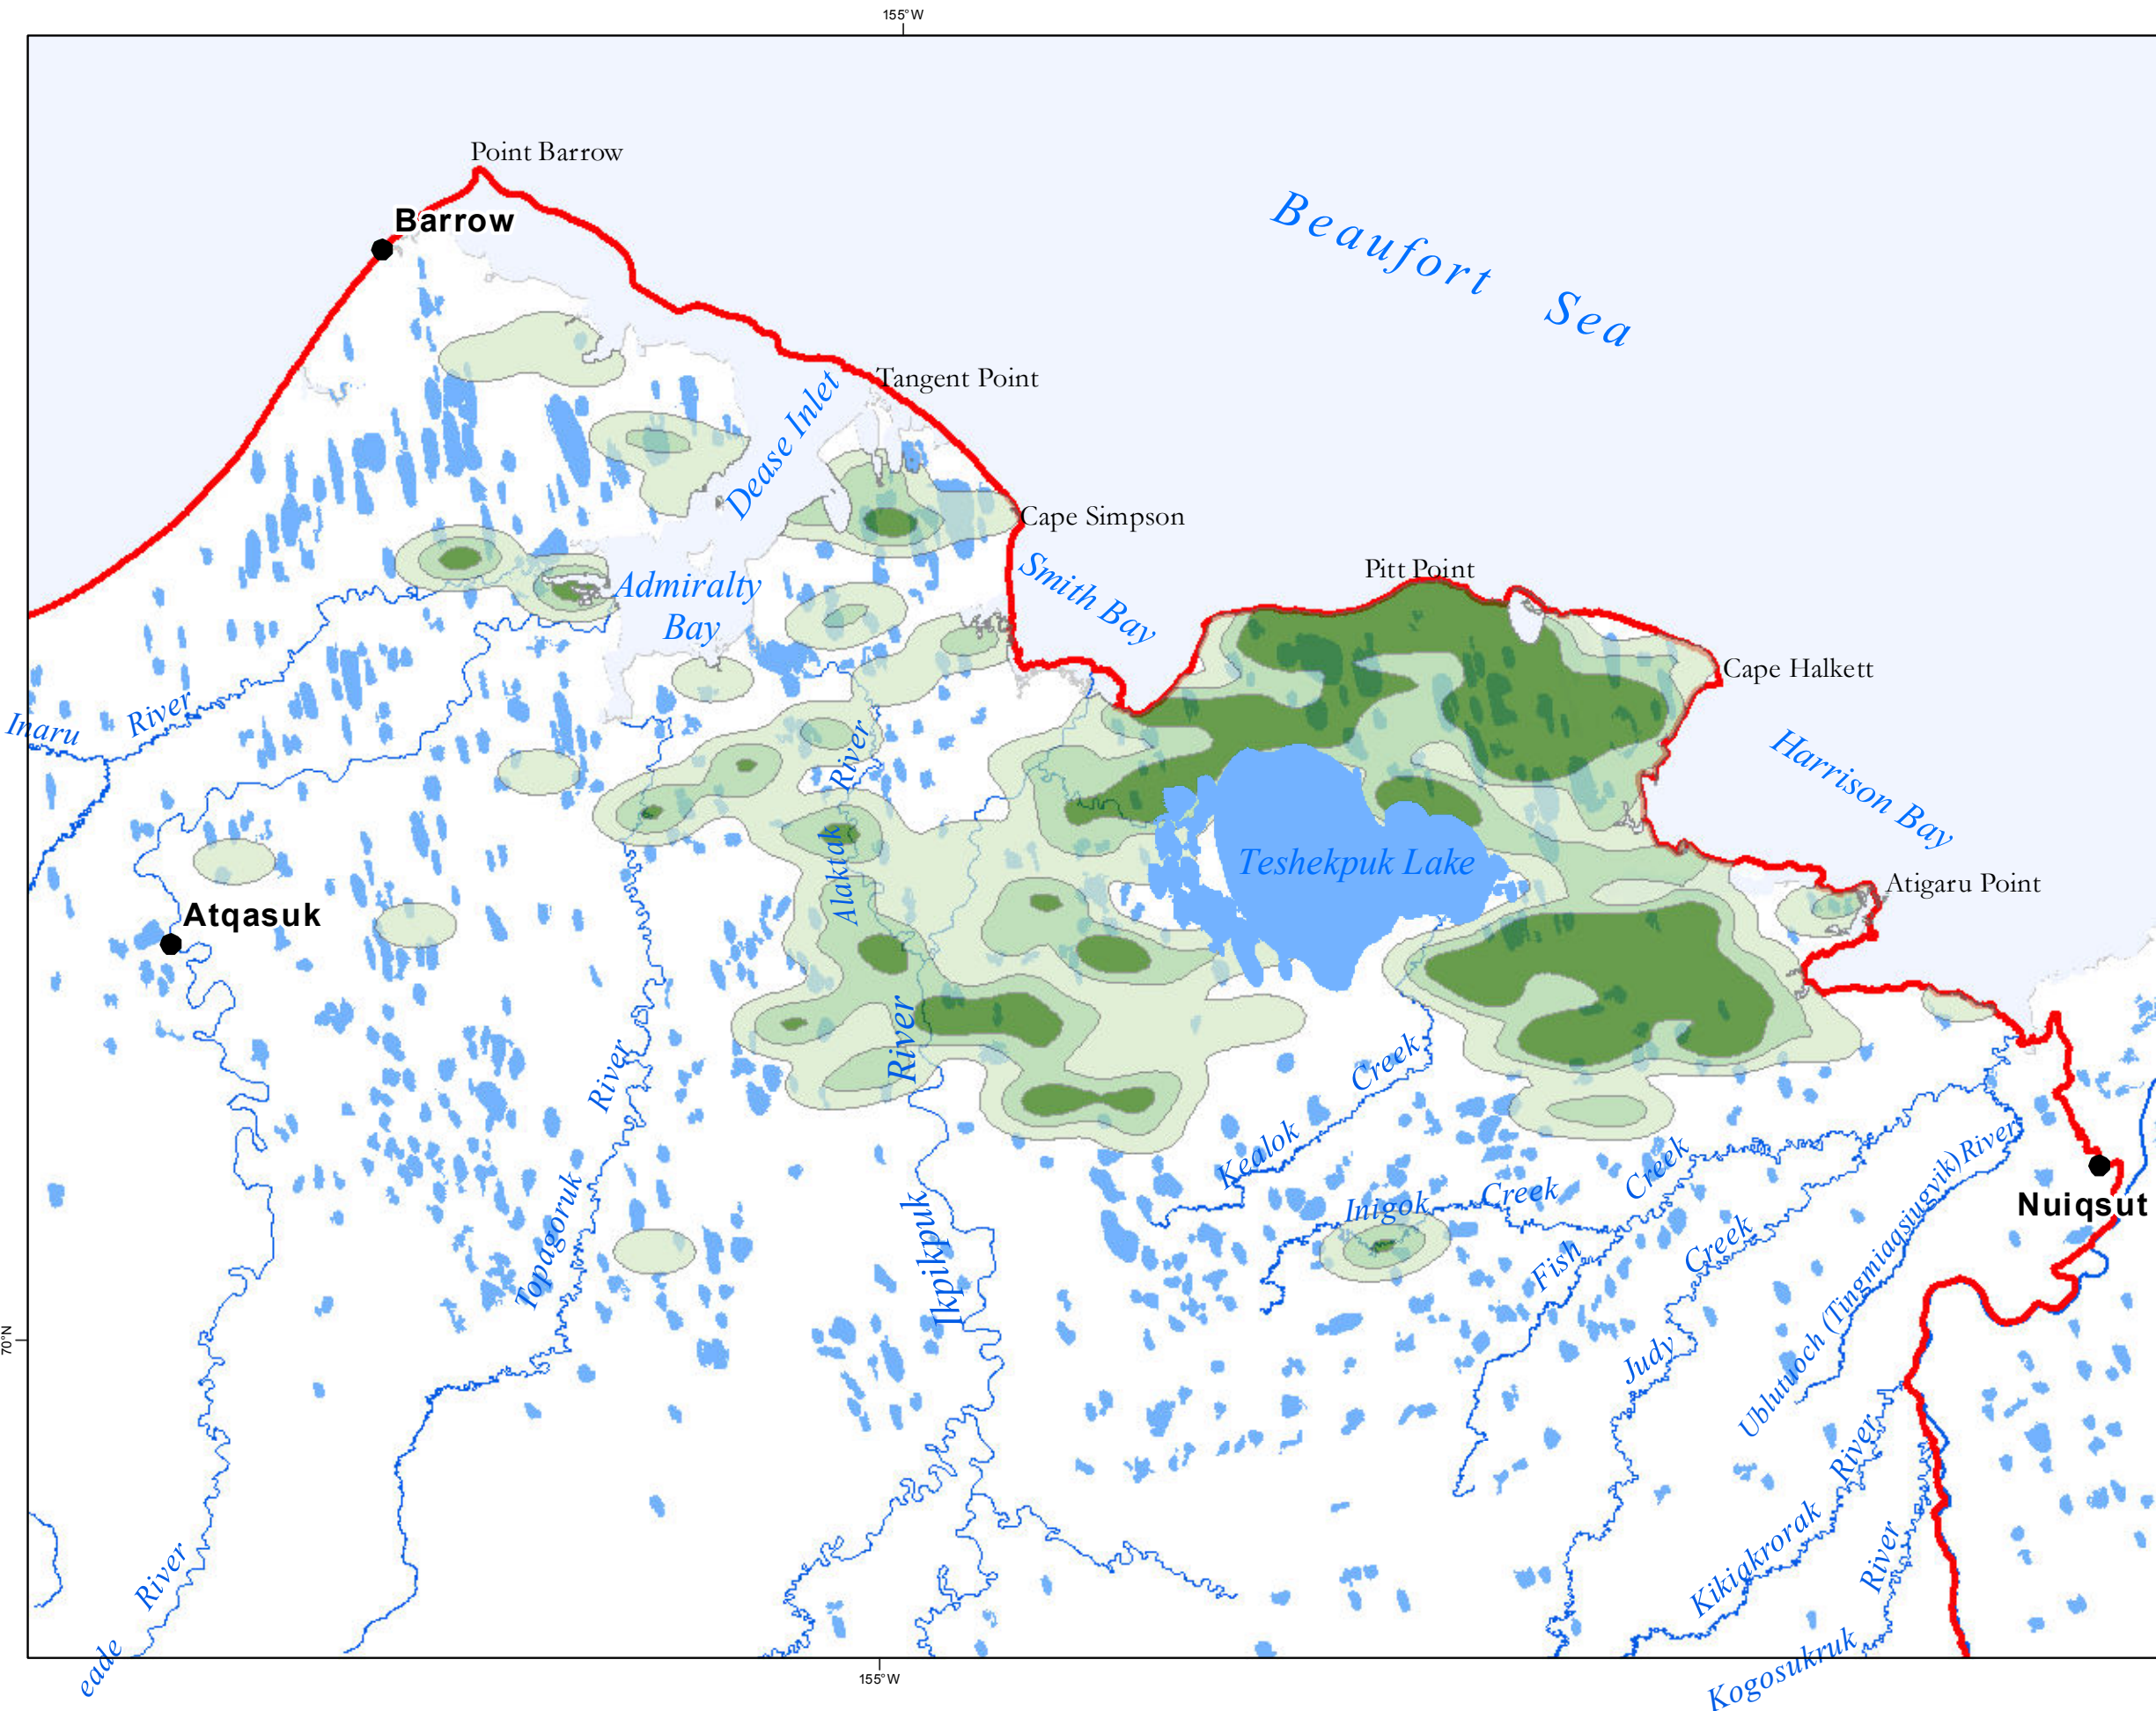 155°W
Point Barrow
Barrow
Beaufort Sea
Tangent Point
Dease Inlet
Cape Simpson
Smith Bay
Pitt Point
Admiralty
Bay
Cape Halkett
Inaru River
River
Harrison Bay
Alaktak
Teshekpuk Lake
Atigaru Point
Atqasuk
River
River
Creek
Kealok
Creek
Ublutuoch (Tingmiaqsiugvik) River
Inigok Creek
Nuiqsut
Topagoruk
Ikpikpuk
Fish
Creek
70°N
Judy
River
Kikiakrorak
River
River
eade
Kogosukruk
155°W